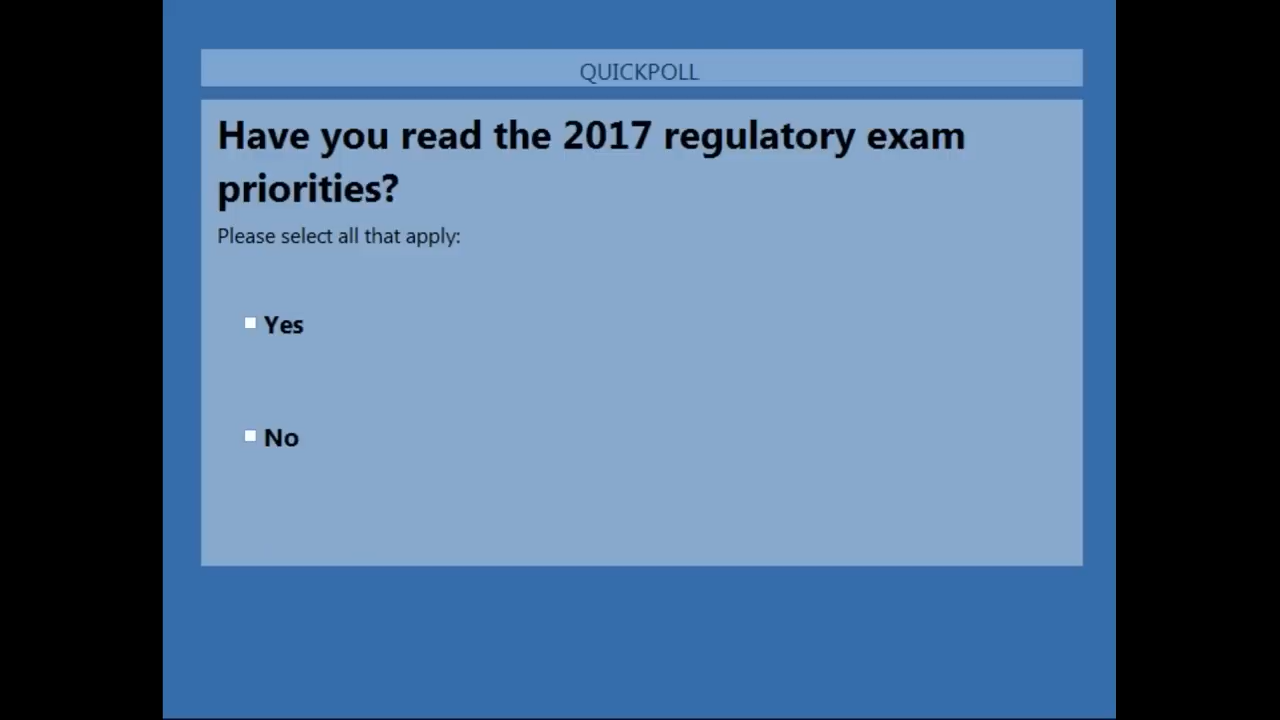 QUICKPOLL
Have you read the 2017 regulatory exam
priorities?
Please select all that apply:
Yes
No